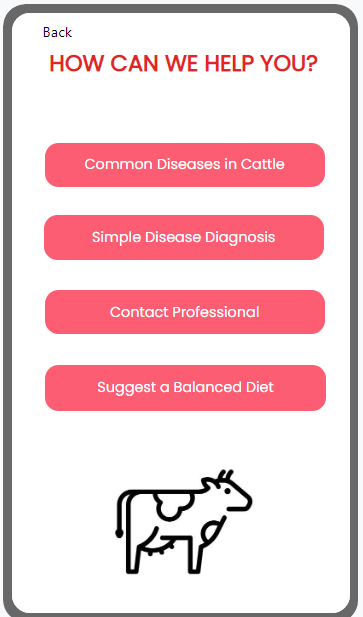 Back
HOW CAN WE HELP YOU?
Common Diseases in Cattle
Simple Disease Diagnosis
Contact Professional
Suggest a Balanced Diet